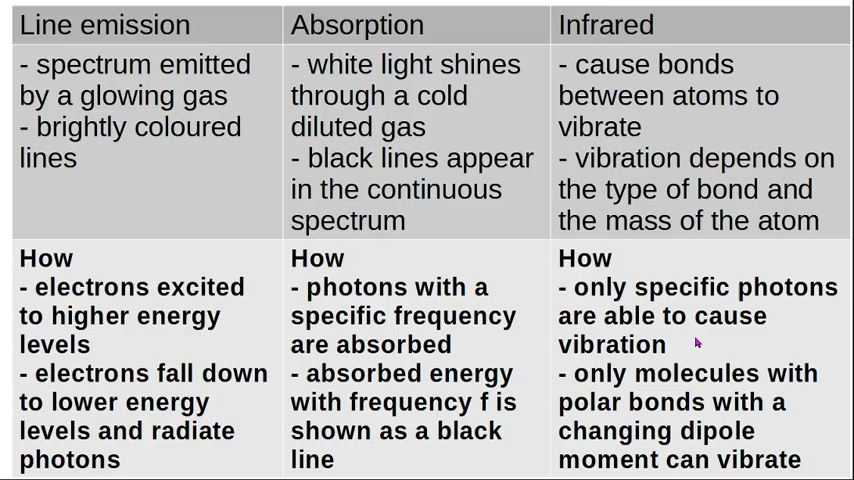 Line emission
Absorption
Infrared
- spectrum emitted
by a glowing gas
- brightly coloured
lines
- white light shines
through a cold
diluted gas
- black lines appear
in the continuous
spectrum
- cause bonds
between atoms to
vibrate
- vibration depends on
the type of bond and
the mass of the atom
How
- electrons excited
to higher energy
levels
- electrons fall down
to lower energy
levels and radiate
photons
How
- photons with a
specific frequency
are absorbed
- absorbed energy
with frequency f is
shown as a black
line
How
- only specific photons
are able to cause
vibration
- only molecules with
polar bonds with a
changing dipole
moment can vibrate